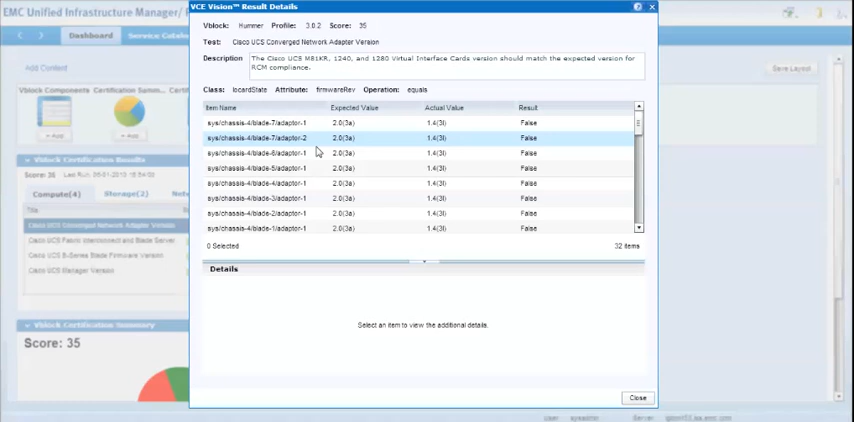 EMC Unified Infrastructure Manager/
Dashboard
Service Catalo
Add Content
Save Layout
Vblock Components
Certification Summ...
Cert
+ Add
+ Add
Vblock Certification Results
Score: 35
Compute(4)
Storage(2)
Netw
Title
Cisco UCS Converged Network Adapter Version
Cisco UCS Fabric Interconnect and Blade Server
Cisco UCS B-Series Blade Firmware Version
Cisco UCS Manager Version
Vblock Certification Summary
Score: 35
VCE Vision™ Result Details
Vblock: Hummer Profile: 3.0.2 Score: 35
Test: Cisco UCS Converged Network Adapter Version
Description
The Cisco UCS M81KR, 1240, and 1280 Virtual Interface Cards version should match the expected version for
RCM compliance.
Class: locardState Attribute: firmwareRev Operation: equals
Item Name Expected Value Actual Value Result
sys/chassis-4/blade-7/adaptor-1 2.0(3a) 1.4(3l) False
sys/chassis-4/blade-7/adaptor-2 2.0(3a) 1.4(3l) False
sys/chassis-4/blade-6/adaptor-1 2.0(3a) 1.4(3l) False
sys/chassis-4/blade-5/adaptor-1 2.0(3a) 1.4(3l) False
sys/chassis-4/blade-4/adaptor-1 2.0(3a) 1.4(3l) False
sys/chassis-4/blade-3/adaptor-1 2.0(3a) 1.4(3l) False
sys/chassis-4/blade-2/adaptor-1 2.0(3a) 1.4(3l) False
sys/chassis-4/blade-1/adaptor-1 2.0(3a) 1.4(3l) False
0 Selected
32 items
Details
Select an item to view the additional details.
Close
User sysadmin Server: